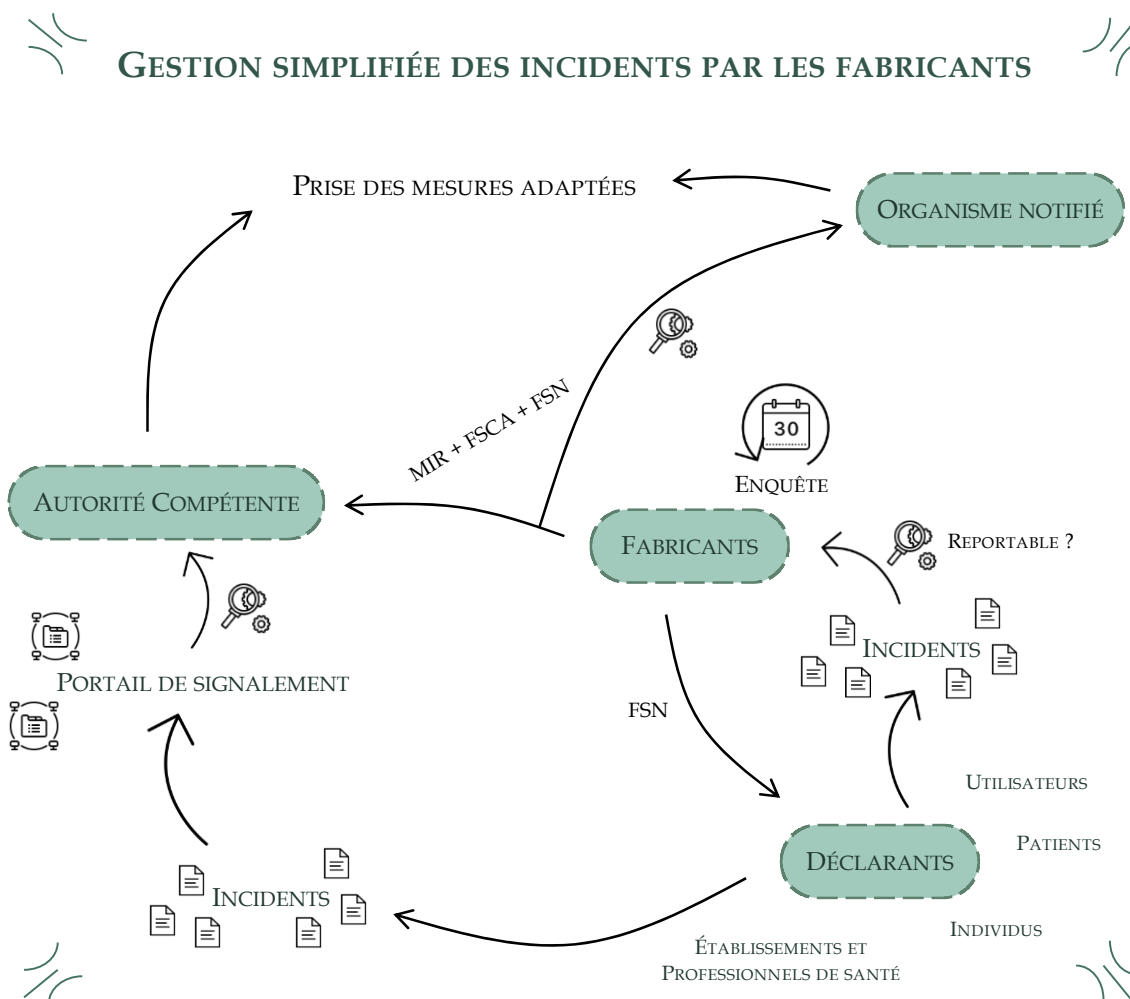 Gestion simplifiée des incidents par les fabricants
Prise des mesures adaptées
Organisme notifié
MIR + FSCA + FSN
30
Enquête
Autorité Compétente
Fabricants
Reportable ?
Incidents
Portail de signalement
FSN
Utilisateurs
Patients
Déclarants
Incidents
Individus
Établissements et
Professionnels de santé